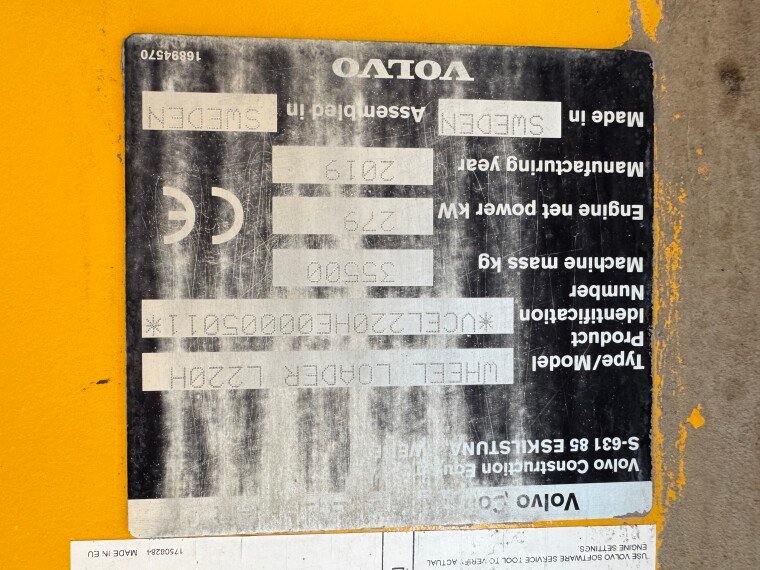 USE VOLVO SOFTWARE SERVICE TOOL TO VERIFY ACTUAL
ENGINE SETTINGS
17508284 MADE IN EU
Volvo
Volvo Construction
S-631 85 ESKILSTUNA
Type/Model WHEEL LOADER L220H
Product
Identification *VCEL220HE00005011*
Number
Machine mass kg 35500
Engine net power kW 279
CE
Manufacturing year 2019
Made in SWEDEN Assembled in SWEDEN
VOLVO
16894570